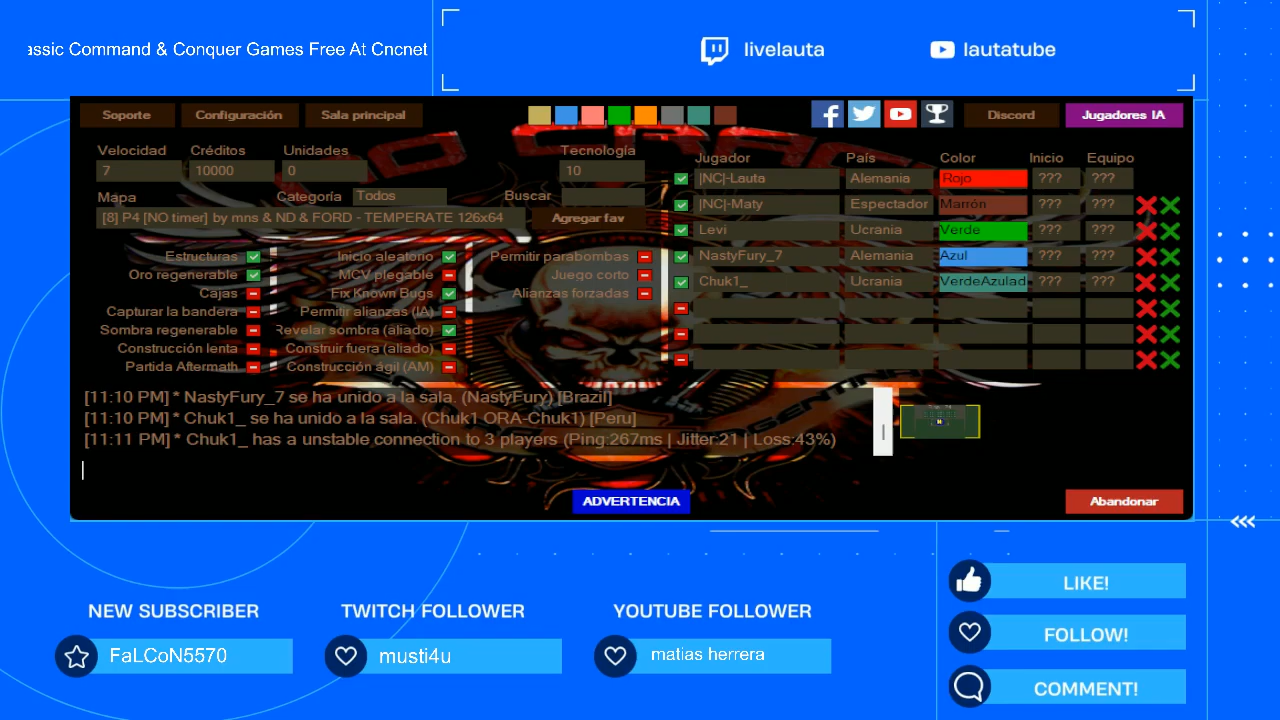 assic Command & Conquer Games Free At Cncnet
livelauta
lautatube
Soporte
Configuración
Sala principal
Discord
Jugadores IA
Velocidad
Créditos
Unidades
Tecnología
7
10000
0
10
Mapa
Categoría
Todos
Buscar
[8] P4 [NO timer] by mns & ND & FORD - TEMPERATE 126x64
Agregar fav
Jugador País Color Inicio Equipo
|NC|-Lauta Alemania Rojo ??? ???
|NC|-Maty Espectador Marrón ??? ???
Levi Ucrania Verde ??? ???
NastyFury_7 Alemania Azul ??? ???
Chuk1_ Ucrania VerdeAzulad ??? ???
Estructuras
Inicio aleatorio
Permitir parabombas
Oro regenerable
MCV plegable
Juego corto
Cajas
Fix Known Bugs
Alianzas forzadas
Capturar la bandera
Permitir alianzas (IA)
Sombra regenerable
Revelar sombra (aliado)
Construcción lenta
Construir fuera (aliado)
Partida Aftermath
Construcción ágil (AM)
[11:10 PM] * NastyFury_7 se ha unido a la sala. (NastyFury) [Brazil]
[11:10 PM] * Chuk1_ se ha unido a la sala. (Chuk1 ORA-Chuk1) [Peru]
[11:11 PM] * Chuk1_ has a unstable connection to 3 players (Ping:267ms | Jitter:21 | Loss:43%)
ADVERTENCIA
Abandonar
NEW SUBSCRIBER
FaLCoN5570
TWITCH FOLLOWER
musti4u
YOUTUBE FOLLOWER
matias herrera
LIKE!
FOLLOW!
COMMENT!